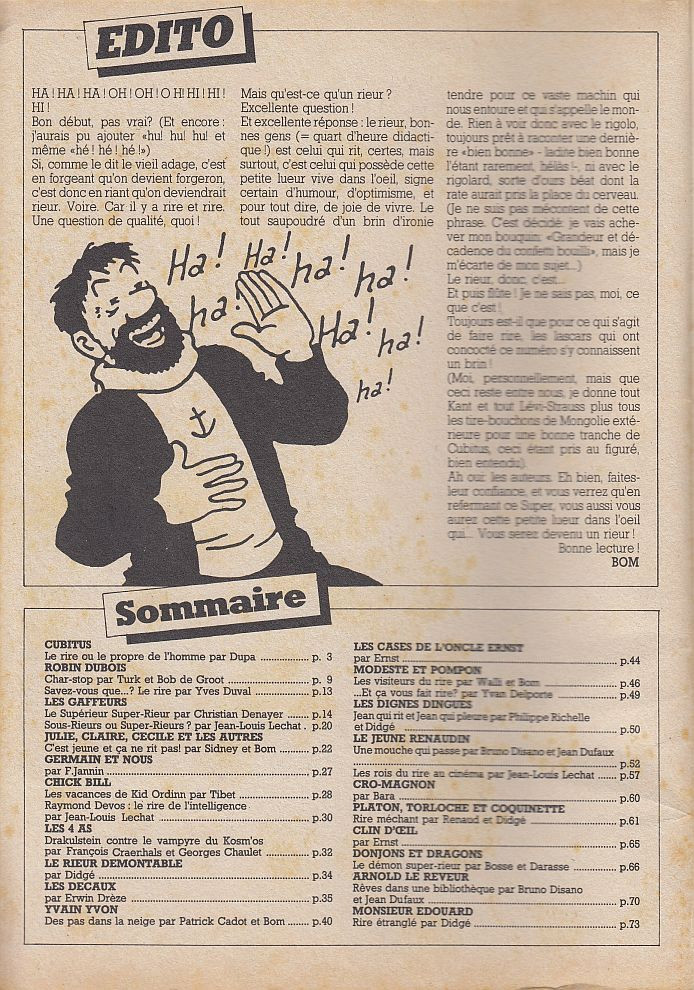 EDITO
HA ! HA ! HA ! OH ! OH ! O H! HI ! HI !
HI !
Bon début, pas vrai? (Et encore :
j'aurais pu ajouter «hu! hu! hu! et
même «hé ! hé ! hé !»)
Si, comme le dit le vieil adage, c'est
en forgeant qu'on devient forgeron,
c'est donc en riant qu'on deviendrait
rieur. Voire. Car il y a rire et rire.
Une question de qualité, quoi !
Mais qu'est-ce qu'un rieur ?
Excellente question !
Et excellente réponse : le rieur, bon-
nes gens (= quart d'heure didacti-
que !) est celui qui rit, certes, mais
surtout, c'est celui qui possède cette
petite lueur vive dans l'oeil, signe
certain d'humour, d'optimisme, et
pour tout dire, de joie de vivre. Le
tout saupoudré d'un brin d'ironie
tendre pour ce vaste machin qui
nous entoure et qui s'appelle le mon-
de. Rien à voir donc avec le rigolo,
toujours prêt à raconter une derniè-
re «bien bonne» - ladite bien bonne
l'étant rarement, hélàs !-, ni avec le
rigolard, sorte d'ours béat dont la
rate aurait pris la place du cerveau.
(Je ne suis pas mécontent de cette
phrase. C'est décidé: je vais ache-
ver mon bouquin: «Grandeur et dé-
cadence du confetti bouilli», mais je
m'écarte de mon sujet...)
Le rieur, donc, c'est...
Et puis flûte ! Je ne sais pas, moi, ce
que c'est !
Toujours est-il que pour ce qui s'agit
de faire rire, les lascars qui ont
concocté ce numéro s'y connaissent
un brin !
(Moi, personnellement, mais que
ceci reste entre nous, je donne tout
Kant et tout Lévi-Strauss plus tous
les tire-bouchons de Mongolie exté-
rieure pour une bonne tranche de
Cubitus, ceci étant pris au figuré,
bien entendu).
Ah oui: les auteurs. Eh bien, faites-
leur confiance, et vous verrez qu'en
refermant ce Super, vous aussi vous
aurez cette petite lueur dans l'oeil
qui... Vous serez devenu un rieur !
Bonne lecture !
BOM
Ha!
Ha!
ha!
ha!
ha!
Ha!
ha!
ha!
Sommaire
CUBITUS
Le rire ou le propre de l'homme par Dupa .................. p. 3
ROBIN DUBOIS
Char-stop par Turk et Bob de Groot .................. p. 9
Savez-vous que...? Le rire par Yves Duval .................. p.13
LES GAFFEURS
Le Supérieur Super-Rieur par Christian Denayer ....... p.14
Sous-Rieurs ou Super-Rieurs ? par Jean-Louis Lechat . p.20
JULIE, CLAIRE, CECILE ET LES AUTRES
C'est jeune et ça ne rit pas! par Sidney et Bom ........... p.22
GERMAIN ET NOUS
par F.Jannin .................. p.27
CHICK BILL
Les vacances de Kid Ordinn par Tibet .................. p.28
Raymond Devos : le rire de l'intelligence
par Jean-Louis Lechat .................. p.30
LES 4 AS
Drakulstein contre le vampyre du Kosm'os
par François Craenhals et Georges Chaulet .................. p.32
LE RIEUR DEMONTABLE
par Didgé .................. p.34
LES DECAUX
par Erwin Drèze .................. p.35
YVAIN YVON
Des pas dans la neige par Patrick Cadot et Bom ....... p.40
LES CASES DE L'ONCLE ERNST
par Ernst .................. p.44
MODESTE ET POMPON
Les visiteurs du rire par Walli et Bom .................. p.46
...Et ça vous fait rire? par Yvan Delporte .................. p.49
LES DIGNES DINGUES
Jean qui rit et Jean qui pleure par Philippe Richelle
et Didgé .................. p.50
LE JEUNE RENAUDIN
Une mouche qui passe par Bruno Disano et Jean Dufaux
.................. p.52
Les rois du rire au cinéma par Jean-Louis Lechat ...... p.57
CRO-MAGNON
par Bara .................. p.60
PLATON, TORLOCHE ET COQUINETTE
Rire méchant par Renaud et Didgé .................. p.61
CLIN D'ŒIL
par Ernst .................. p.65
DONJONS ET DRAGONS
Le démon super-rieur par Bosse et Darasse .................. p.66
ARNOLD LE REVEUR
Rêves dans une bibliothèque par Bruno Disano
et Jean Dufaux .................. p.70
MONSIEUR EDOUARD
Rire étranglé par Didgé .................. p.73